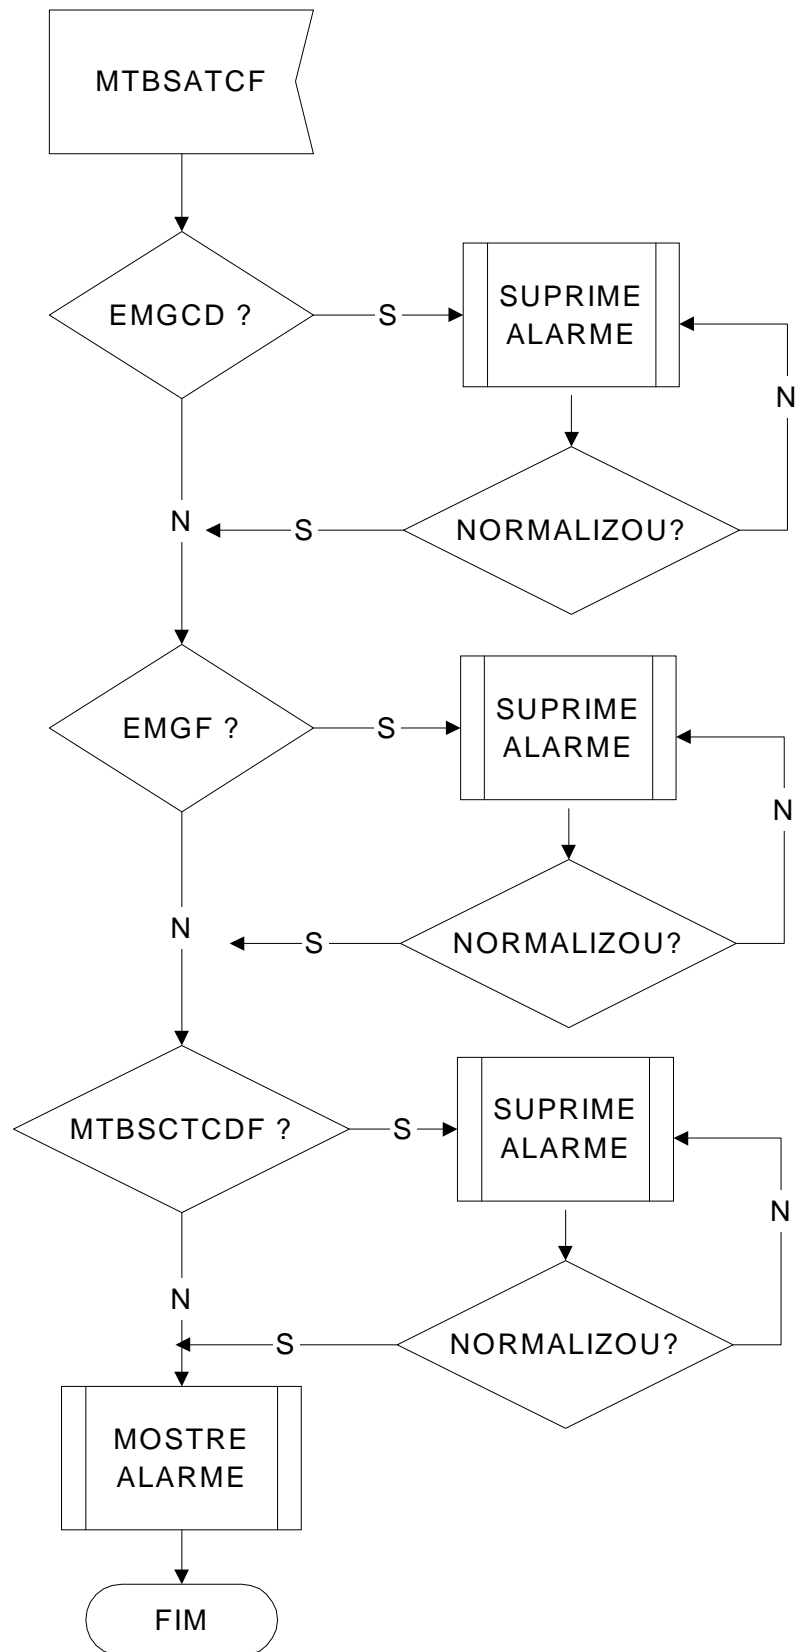 MTBSATCF
EMGCD ?
S
SUPRIME
ALARME
N
N
S
NORMALIZOU?
EMGF ?
S
SUPRIME
ALARME
N
N
S
NORMALIZOU?
MTBSCTCDF ?
S
SUPRIME
ALARME
N
N
S
NORMALIZOU?
MOSTRE
ALARME
FIM